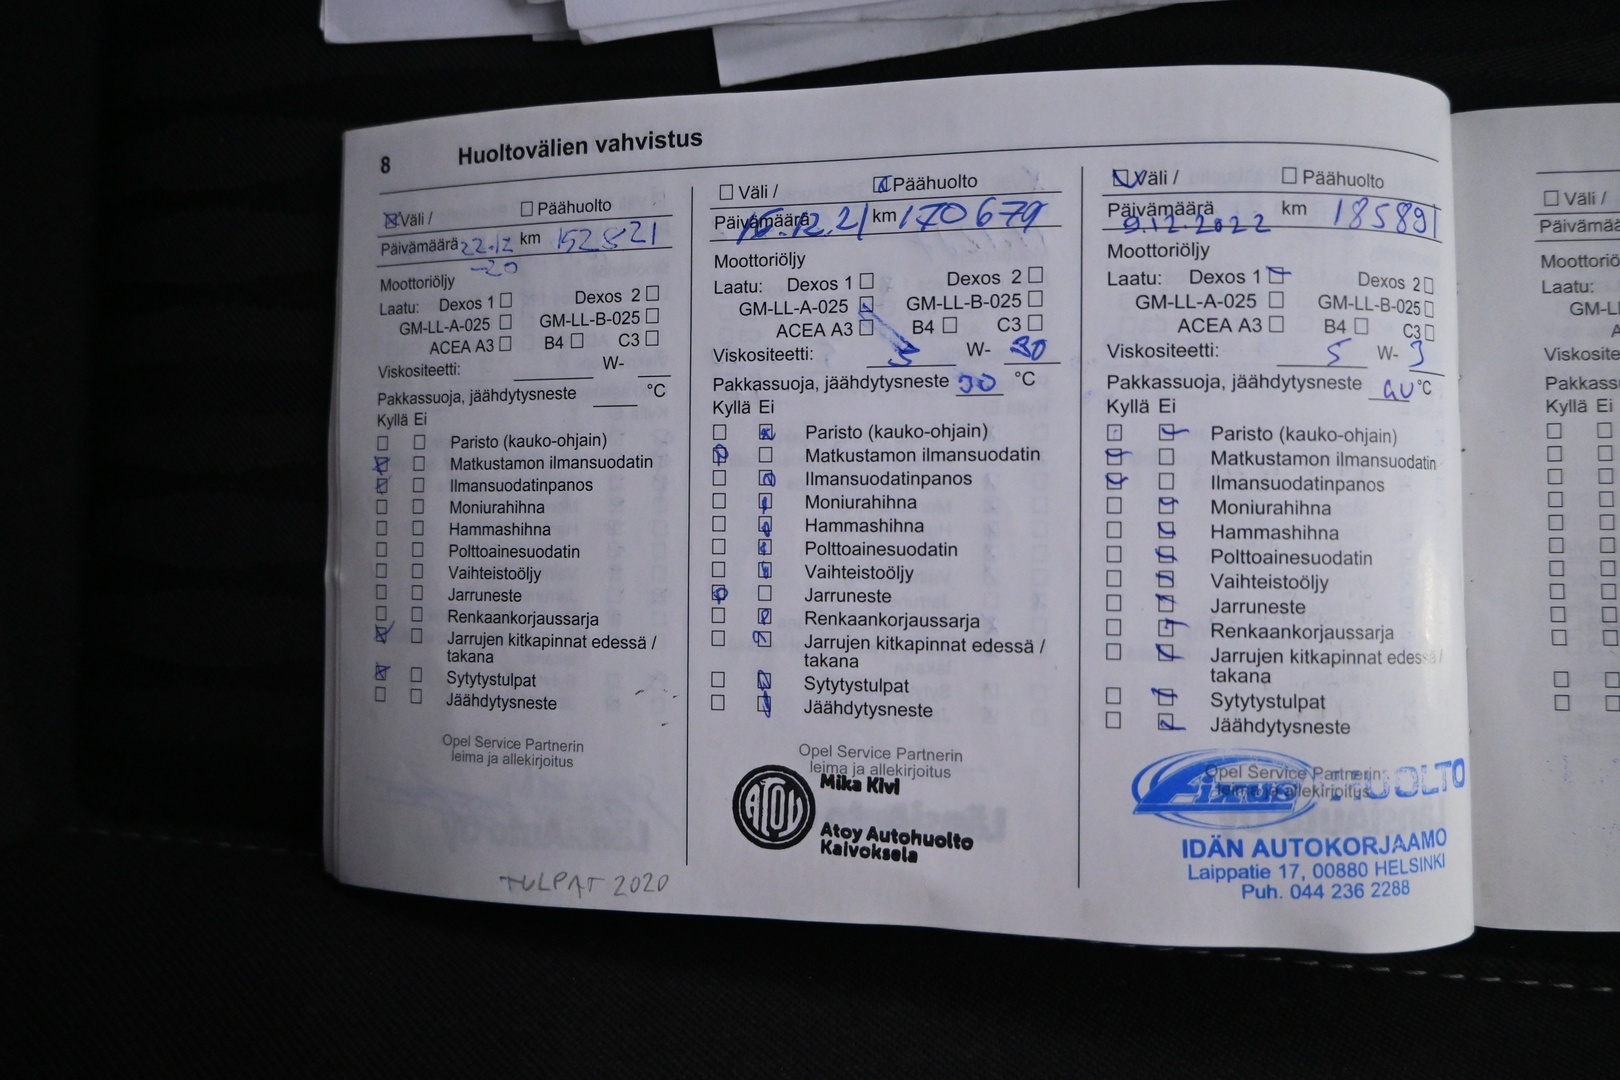 8 Huoltovälien vahvistus
☒ Väli / ☐ Päähuolto
Päivämäärä 22.12 km 152821
-20
Moottoriöljy
Laatu: Dexos 1 ☐ Dexos 2 ☐
GM-LL-A-025 ☐ GM-LL-B-025 ☐
ACEA A3 ☐ B4 ☐ C3 ☐
Viskositeetti: W-
Pakkassuoja, jäähdytysneste °C
Kyllä Ei
☐ ☐ Paristo (kauko-ohjain)
☒ ☐ Matkustamon ilmansuodatin
☒ ☐ Ilmansuodatinpanos
☐ ☐ Moniurahihna
☐ ☐ Hammashihna
☐ ☐ Polttoainesuodatin
☐ ☐ Vaihteistoöljy
☐ ☐ Jarruneste
☐ ☐ Renkaankorjaussarja
☒ ☐ Jarrujen kitkapinnat edessä /
takana
☒ ☐ Sytytystulpat
☐ ☐ Jäähdytysneste
Opel Service Partnerin
leima ja allekirjoitus
TULPAT 2020
☐ Väli / ☒ Päähuolto
Päivämäärä 16.12.21 km 170679
Moottoriöljy
Laatu: Dexos 1 ☐ Dexos 2 ☐
GM-LL-A-025 ☒ GM-LL-B-025 ☐
ACEA A3 ☐ B4 ☐ C3 ☐
Viskositeetti: 5 W- 30
Pakkassuoja, jäähdytysneste 30 °C
Kyllä Ei
☐ ☒ Paristo (kauko-ohjain)
☒ ☐ Matkustamon ilmansuodatin
☐ ☒ Ilmansuodatinpanos
☐ ☒ Moniurahihna
☐ ☒ Hammashihna
☐ ☒ Polttoainesuodatin
☐ ☒ Vaihteistoöljy
☒ ☐ Jarruneste
☐ ☒ Renkaankorjaussarja
☐ ☒ Jarrujen kitkapinnat edessä /
takana
☐ ☒ Sytytystulpat
☐ ☒ Jäähdytysneste
Opel Service Partnerin
leima ja allekirjoitus
ATOY
Mika Kivi
Atoy Autohuolto
Kaivoksela
☒ Väli / ☐ Päähuolto
Päivämäärä km 185891
9.12.2022
Moottoriöljy
Laatu: Dexos 1 ☒ Dexos 2 ☐
GM-LL-A-025 ☐ GM-LL-B-025 ☐
ACEA A3 ☐ B4 ☐ C3 ☐
Viskositeetti: 5 W- 3
Pakkassuoja, jäähdytysneste °C
Kyllä Ei
☐ ☒ Paristo (kauko-ohjain)
☒ ☐ Matkustamon ilmansuodatin
☒ ☐ Ilmansuodatinpanos
☐ ☒ Moniurahihna
☐ ☒ Hammashihna
☐ ☒ Polttoainesuodatin
☐ ☒ Vaihteistoöljy
☐ ☒ Jarruneste
☐ ☒ Renkaankorjaussarja
☐ ☒ Jarrujen kitkapinnat edessä /
takana
☐ ☒ Sytytystulpat
☐ ☒ Jäähdytysneste
Opel Service Partnerin
leima ja allekirjoitus
Fixus HUOLTO
IDÄN AUTOKORJAAMO
Laippatie 17, 00880 HELSINKI
Puh. 044 236 2288
☐ Väli /
Moottoriöl
Laatu:
Kyllä Ei